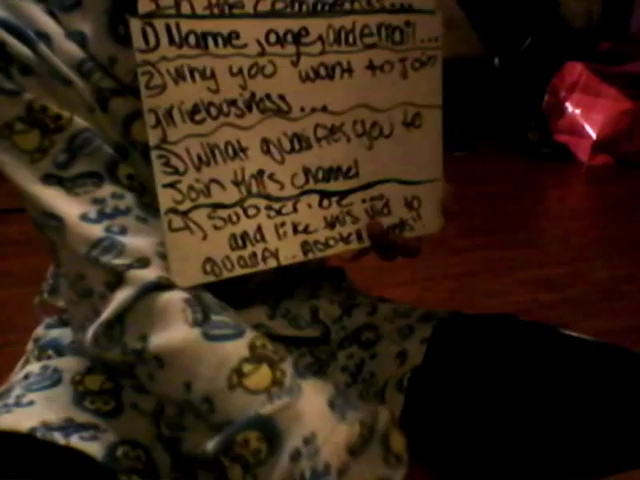 In the comments...
1) Name, age, and email...
2) Why you want to join
girliebusiness...
3) What qualifies you to
Join this channel
4) Subscribe...
and like this vid to
qualify...